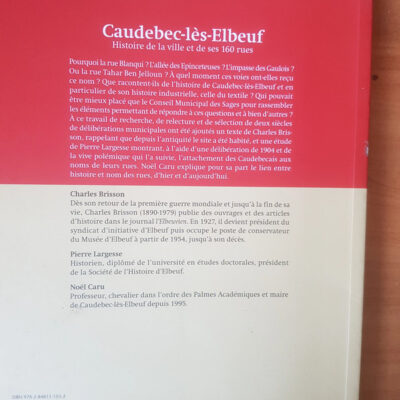 Caudebec-lès-Elbeuf
Histoire de la ville et de ses 160 rues
Pourquoi la rue Blanqui ? L'allée des Epinceteuses ? L'impasse des Gaulois ?
Ou la rue Tahar Ben Jelloun ? À quel moment ces voies ont-elles reçu
ce nom ? Que racontent-ils de l'histoire de Caudebec-lès-Elbeuf et en
particulier de son histoire industrielle, celle du textile ? Qui pouvait
être mieux placé que le Conseil Municipal des Sages pour rassembler
les éléments permettant de répondre à ces questions et à bien d'autres ?
À ce travail de recherche, de relecture et de sélection de deux siècles
de délibérations municipales ont été ajoutés un texte de Charles Bris-
son, rappelant que depuis l'antiquité le site a été habité, et une étude
de Pierre Largesse montrant, à l'aide d'une délibération de 1904 et de
la vive polémique qui l'a suivie, l'attachement des Caudebecais aux
noms de leurs rues. Noël Caru explique pour sa part le lien entre
histoire et nom des rues, d'hier et d'aujourd'hui.
Charles Brisson
Dès son retour de la première guerre mondiale et jusqu'à la fin de sa
vie, Charles Brisson (1890-1979) publie des ouvrages et des articles
d'histoire dans le journal l'Elbeuvien. En 1927, il devient président du
syndicat d'initiative d'Elbeuf puis occupe le poste de conservateur
du Musée d'Elbeuf à partir de 1954, jusqu'à son décès.
Pierre Largesse
Historien, diplômé de l'université en études doctorales, président
de la Société de l'Histoire d'Elbeuf.
Noël Caru
Professeur, chevalier dans l'ordre des Palmes Académiques et maire
de Caudebec-lès-Elbeuf depuis 1995.